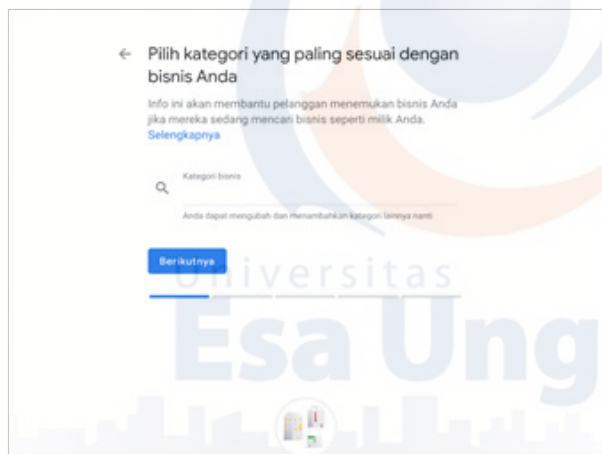 Pilih kategori yang paling sesuai dengan
bisnis Anda
Info ini akan membantu pelanggan menemukan bisnis Anda
jika mereka sedang mencari bisnis seperti milik Anda.
Selengkapnya
Kategori bisnis
Anda dapat mengubah dan menambahkan kategori lainnya nanti
Berikutnya
Universitas
Esa Ung